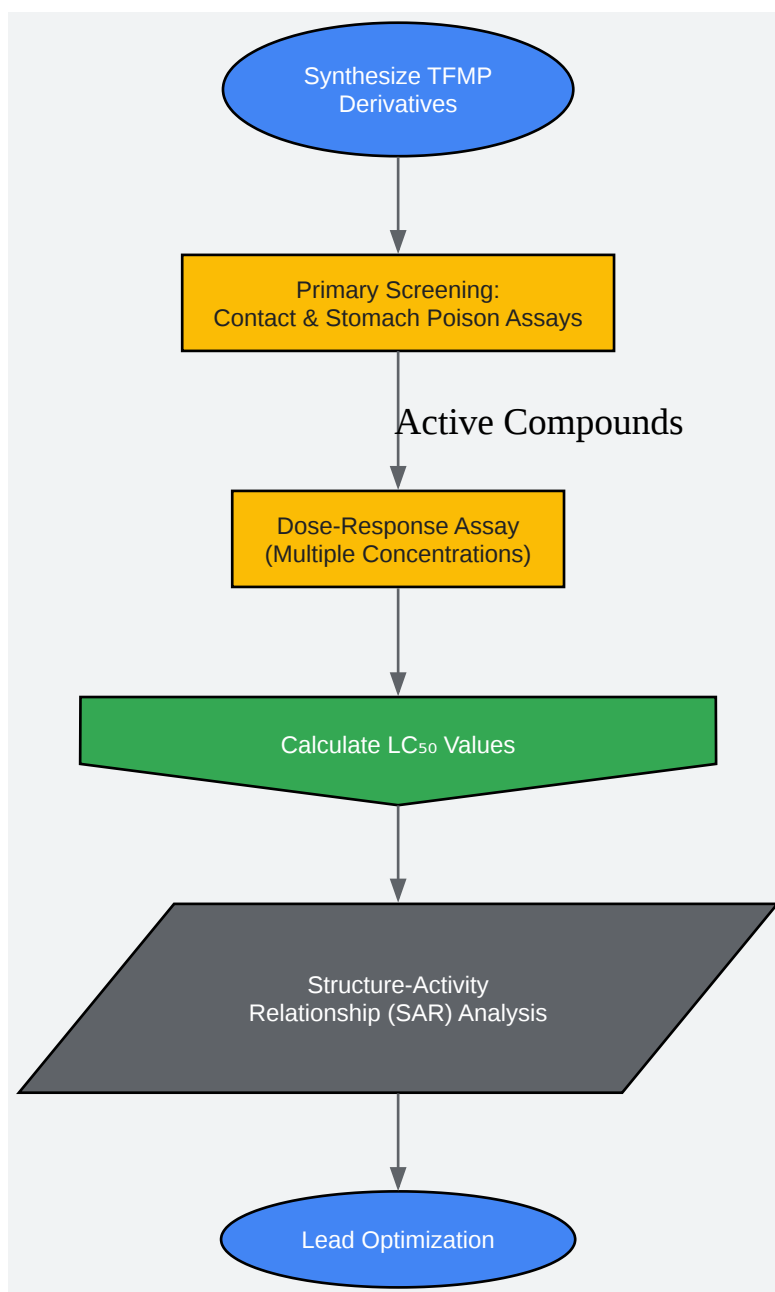 Synthesize TFMP
Derivatives
Primary Screening:
Contact & Stomach Poison Assays
Active Compounds
Dose-Response Assay
(Multiple Concentrations)
Calculate LC₅₀ Values
Structure-Activity
Relationship (SAR) Analysis
Lead Optimization